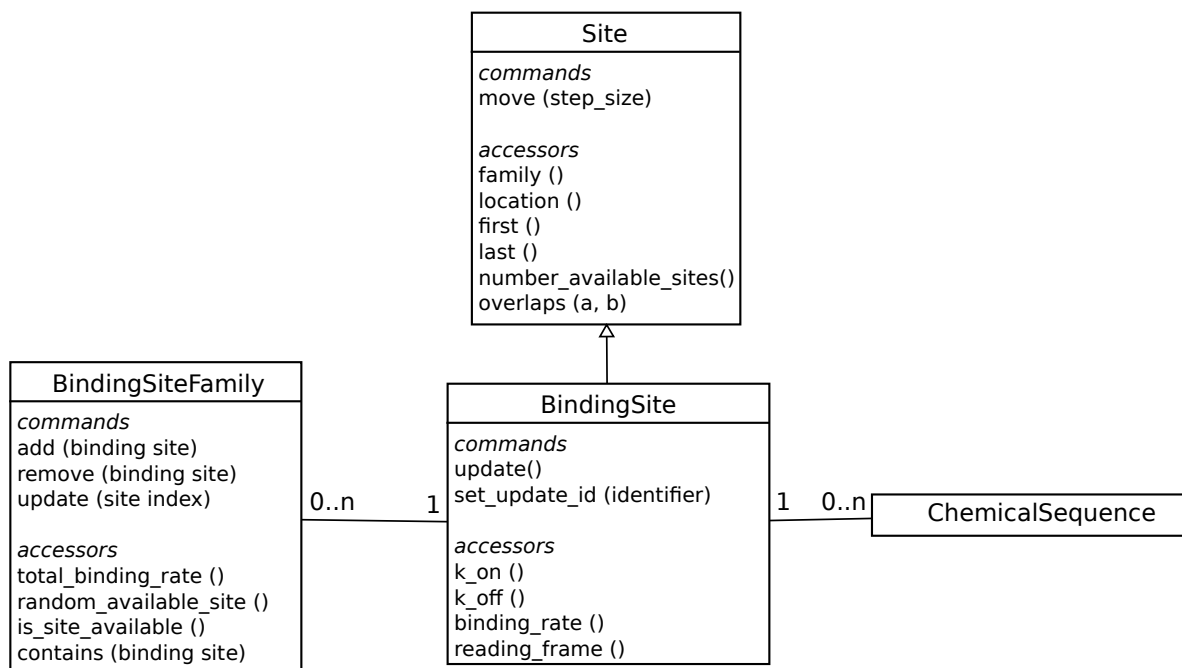 Site
commands
move (step_size)
accessors
family ()
location ()
first ()
last ()
number_available_sites()
overlaps (a, b)
BindingSiteFamily
commands
add (binding site)
remove (binding site)
update (site index)
accessors
total_binding_rate ()
random_available_site ()
is_site_available ()
contains (binding site)
0..n
1
BindingSite
commands
update()
set_update_id (identifier)
accessors
k_on ()
k_off ()
binding_rate ()
reading_frame ()
1
0..n
ChemicalSequence